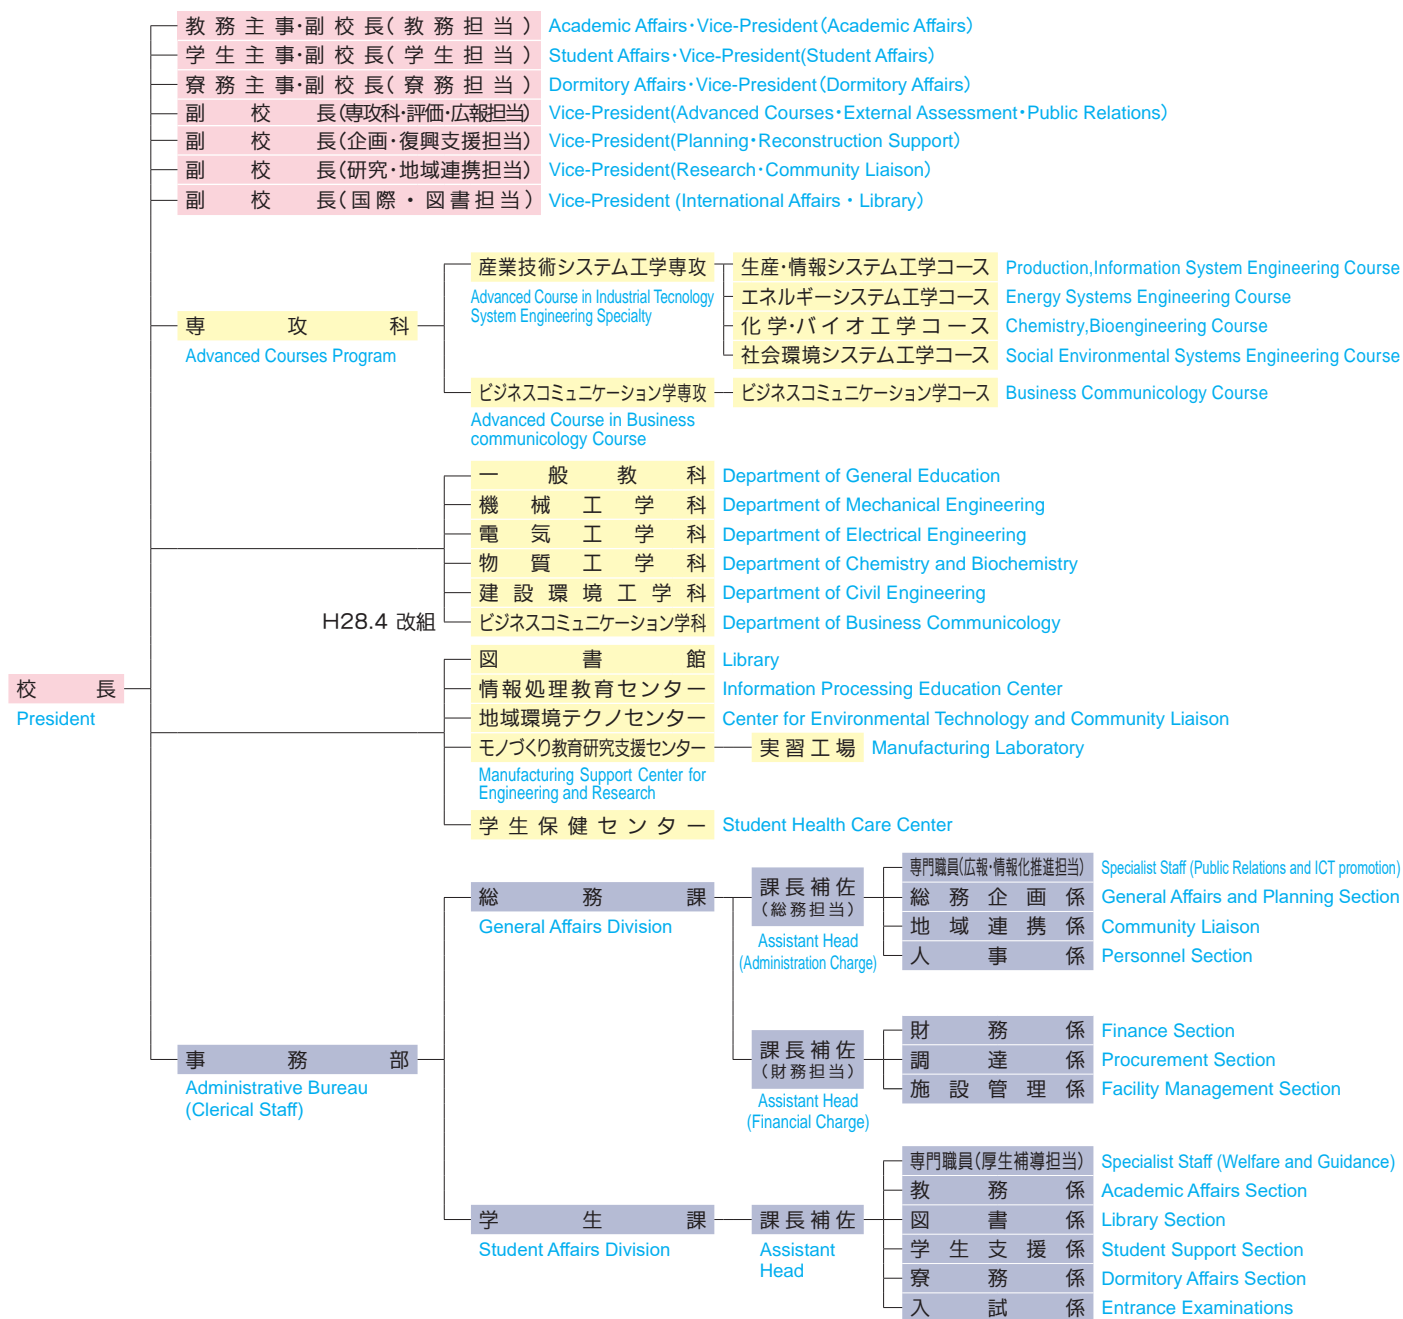 教務主事・副校長(教務担当) Academic Affairs・Vice-President(Academic Affairs)
学生主事・副校長(学生担当) Student Affairs・Vice-President(Student Affairs)
寮務主事・副校長(寮務担当) Dormitory Affairs・Vice-President(Dormitory Affairs)
副校長(専攻科・評価・広報担当) Vice-President(Advanced Courses・External Assessment・Public Relations)
副校長(企画・復興支援担当) Vice-President(Planning・Reconstruction Support)
副校長(研究・地域連携担当) Vice-President(Research・Community Liaison)
副校長(国際・図書担当) Vice-President (International Affairs・Library)
専攻科
Advanced Courses Program
産業技術システム工学専攻
Advanced Course in Industrial Tecnology
System Engineering Specialty
生産・情報システム工学コース Production,Information System Engineering Course
エネルギーシステム工学コース Energy Systems Engineering Course
化学・バイオ工学コース Chemistry,Bioengineering Course
社会環境システム工学コース Social Environmental Systems Engineering Course
ビジネスコミュニケーション学専攻 ビジネスコミュニケーション学コース Business Communicology Course
Advanced Course in Business
communicology Course
一般教科 Department of General Education
機械工学科 Department of Mechanical Engineering
電気工学科 Department of Electrical Engineering
物質工学科 Department of Chemistry and Biochemistry
建設環境工学科 Department of Civil Engineering
H28.4 改組 ビジネスコミュニケーション学科 Department of Business Communicology
図書館 Library
校長
President
情報処理教育センター Information Processing Education Center
地域環境テクノセンター Center for Environmental Technology and Community Liaison
モノづくり教育研究支援センター 実習工場 Manufacturing Laboratory
Manufacturing Support Center for
Engineering and Research
学生保健センター Student Health Care Center
事務部
Administrative Bureau
(Clerical Staff)
総務課
General Affairs Division
課長補佐
(総務担当)
Assistant Head
(Administration Charge)
専門職員(広報・情報化推進担当) Specialist Staff (Public Relations and ICT promotion)
総務企画係 General Affairs and Planning Section
地域連携係 Community Liaison
人事係 Personnel Section
課長補佐
(財務担当)
Assistant Head
(Financial Charge)
財務係 Finance Section
調達係 Procurement Section
施設管理係 Facility Management Section
学生課
Student Affairs Division
課長補佐
Assistant
Head
専門職員(厚生補導担当) Specialist Staff (Welfare and Guidance)
教務係 Academic Affairs Section
図書係 Library Section
学生支援係 Student Support Section
寮務係 Dormitory Affairs Section
入試係 Entrance Examinations